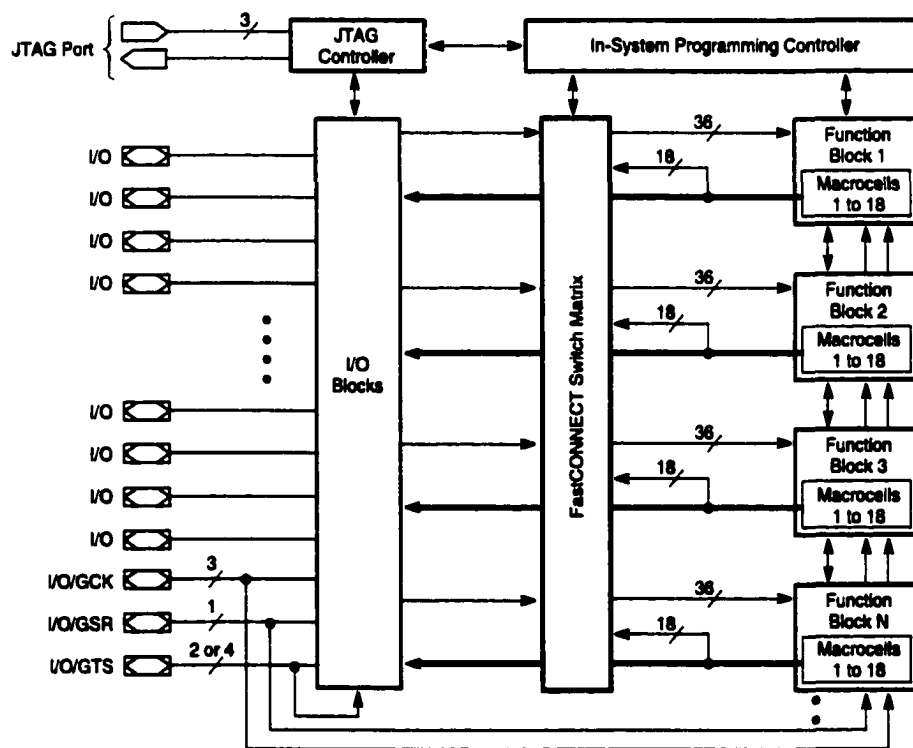 3
JTAG Port
JTAG
Controller
In-System Programming Controller
I/O
I/O
I/O
I/O
I/O
I/O
I/O
I/O
I/O/GCK
3
I/O/GSR
1
I/O/GTS
2 or 4
I/O
Blocks
FastCONNECT Switch Matrix
36
18
Function
Block 1
Macrocells
1 to 18
36
18
Function
Block 2
Macrocells
1 to 18
36
18
Function
Block 3
Macrocells
1 to 18
36
18
Function
Block N
Macrocells
1 to 18